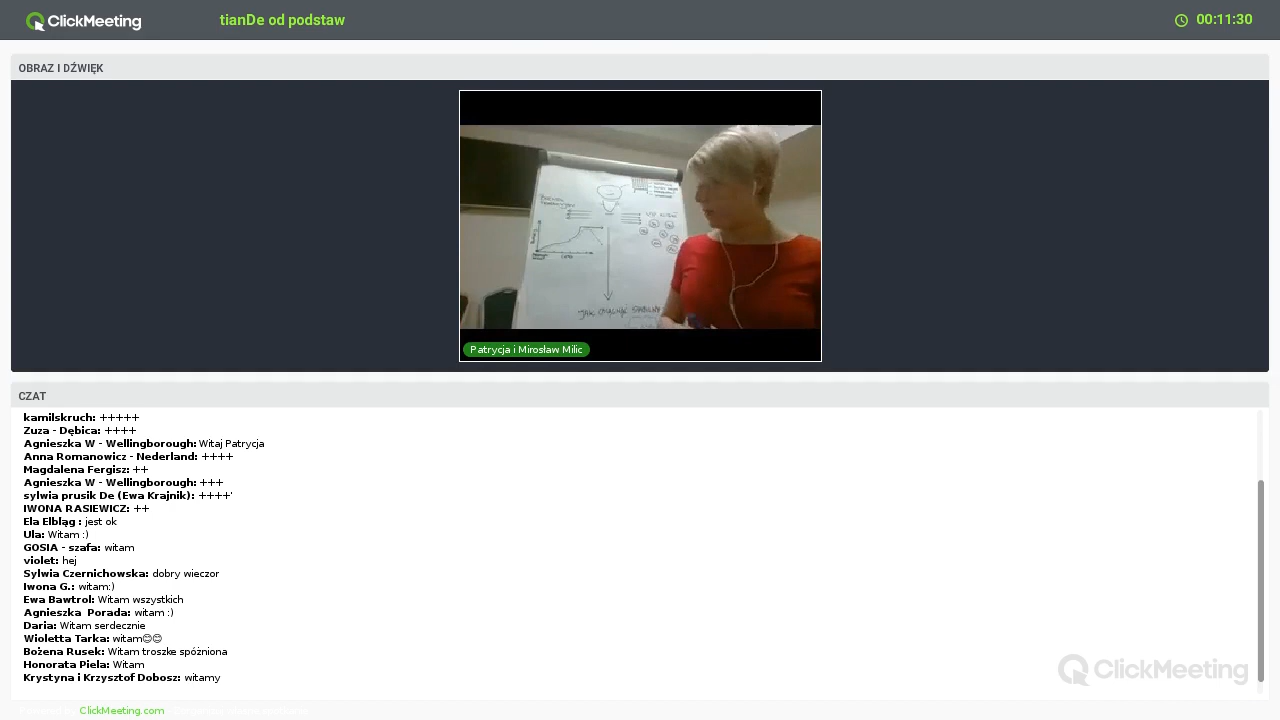 ClickMeeting
tianDe od podstaw
00:11:30
OBRAZ I DŹWIĘK
JAK
Patrycja i Mirosław Milic
CZAT
kamilskruch: +++++
Zuza - Dębica: ++++
Agnieszka W - Wellingborough: Witaj Patrycja
Anna Romanowicz - Nederland: ++++
Magdalena Fergisz: ++
Agnieszka W - Wellingborough: +++
sylwia prusik De (Ewa Krajnik): ++++'
IWONA RASIEWICZ: ++
Ela Elbląg : jest ok
Ula: Witam :)
GOSIA - szafa: witam
violet: hej
Sylwia Czernichowska: dobry wieczor
Iwona G.: witam:)
Ewa Bawtrol: Witam wszystkich
Agnieszka Porada: witam :)
Daria: Witam serdecznie
Wioletta Tarka: witam😊😊
Bożena Rusek: Witam troszke spóżniona
Honorata Piela: Witam
Krystyna i Krzysztof Dobosz: witamy
ClickMeeting
ClickMeeting.com